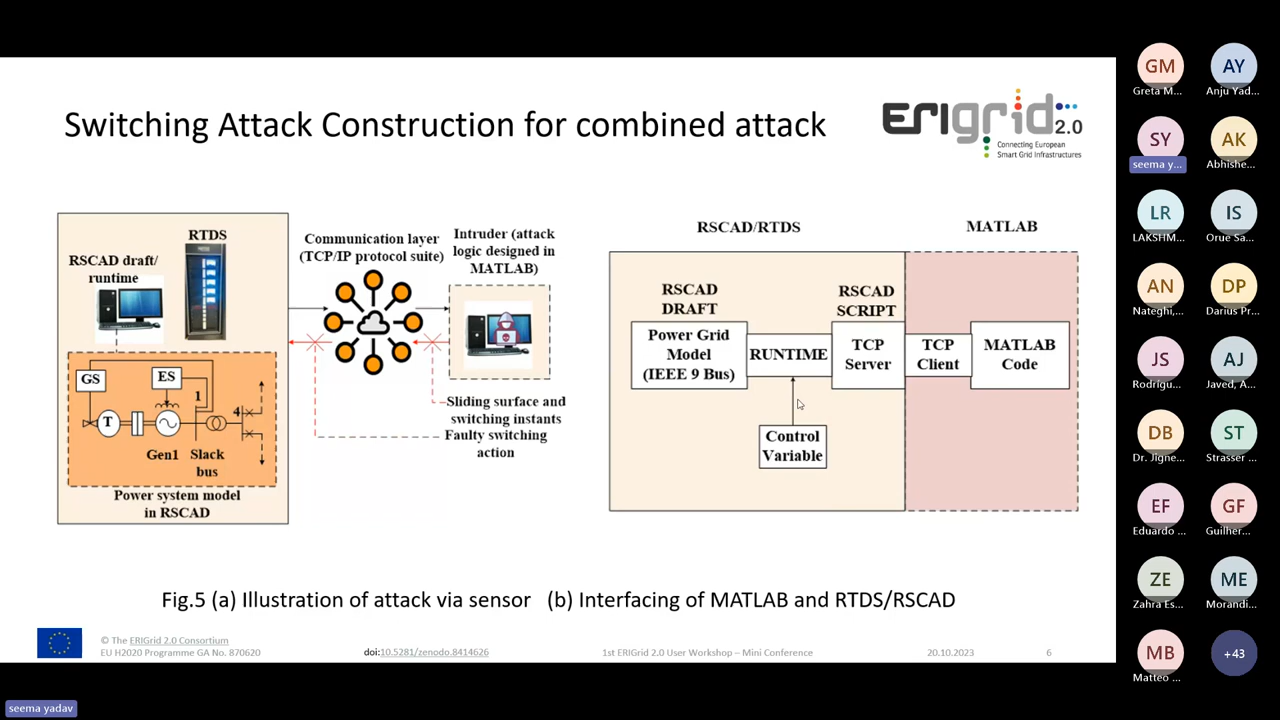 Switching Attack Construction for combined attack
ERIgrid 2.0
Connecting European
Smart Grid Infrastructures
RTDS
RSCAD draft/
runtime
GS
ES
1
T
4
Gen1
Slack
bus
Power system model
in RSCAD
Communication layer
(TCP/IP protocol suite)
Intruder (attack
logic designed in
MATLAB)
Sliding surface and
switching instants
Faulty switching
action
RSCAD/RTDS
MATLAB
RSCAD
DRAFT
Power Grid
Model
(IEEE 9 Bus)
RUNTIME
RSCAD
SCRIPT
TCP
Server
TCP
Client
MATLAB
Code
Control
Variable
Fig.5 (a) Illustration of attack via sensor (b) Interfacing of MATLAB and RTDS/RSCAD
© The ERIGrid 2.0 Consortium
EU H2020 Programme GA No. 870620
doi:10.5281/zenodo.8414626
1st ERIGrid 2.0 User Workshop – Mini Conference
20.10.2023
6
GM
Greta M...
AY
Anju Yad...
SY
seema y...
AK
Abhishe...
LR
LAKSHM...
IS
Orue Sa...
AN
Nateghi,...
DP
Darius Pr...
JS
Rodrígu...
AJ
Javed, A...
DB
Dr. Jigne...
ST
Strasser ...
EF
Eduardo ...
GF
Guilher...
ZE
Zahra Es...
ME
Morandi...
MB
Matteo ...
+43
seema yadav